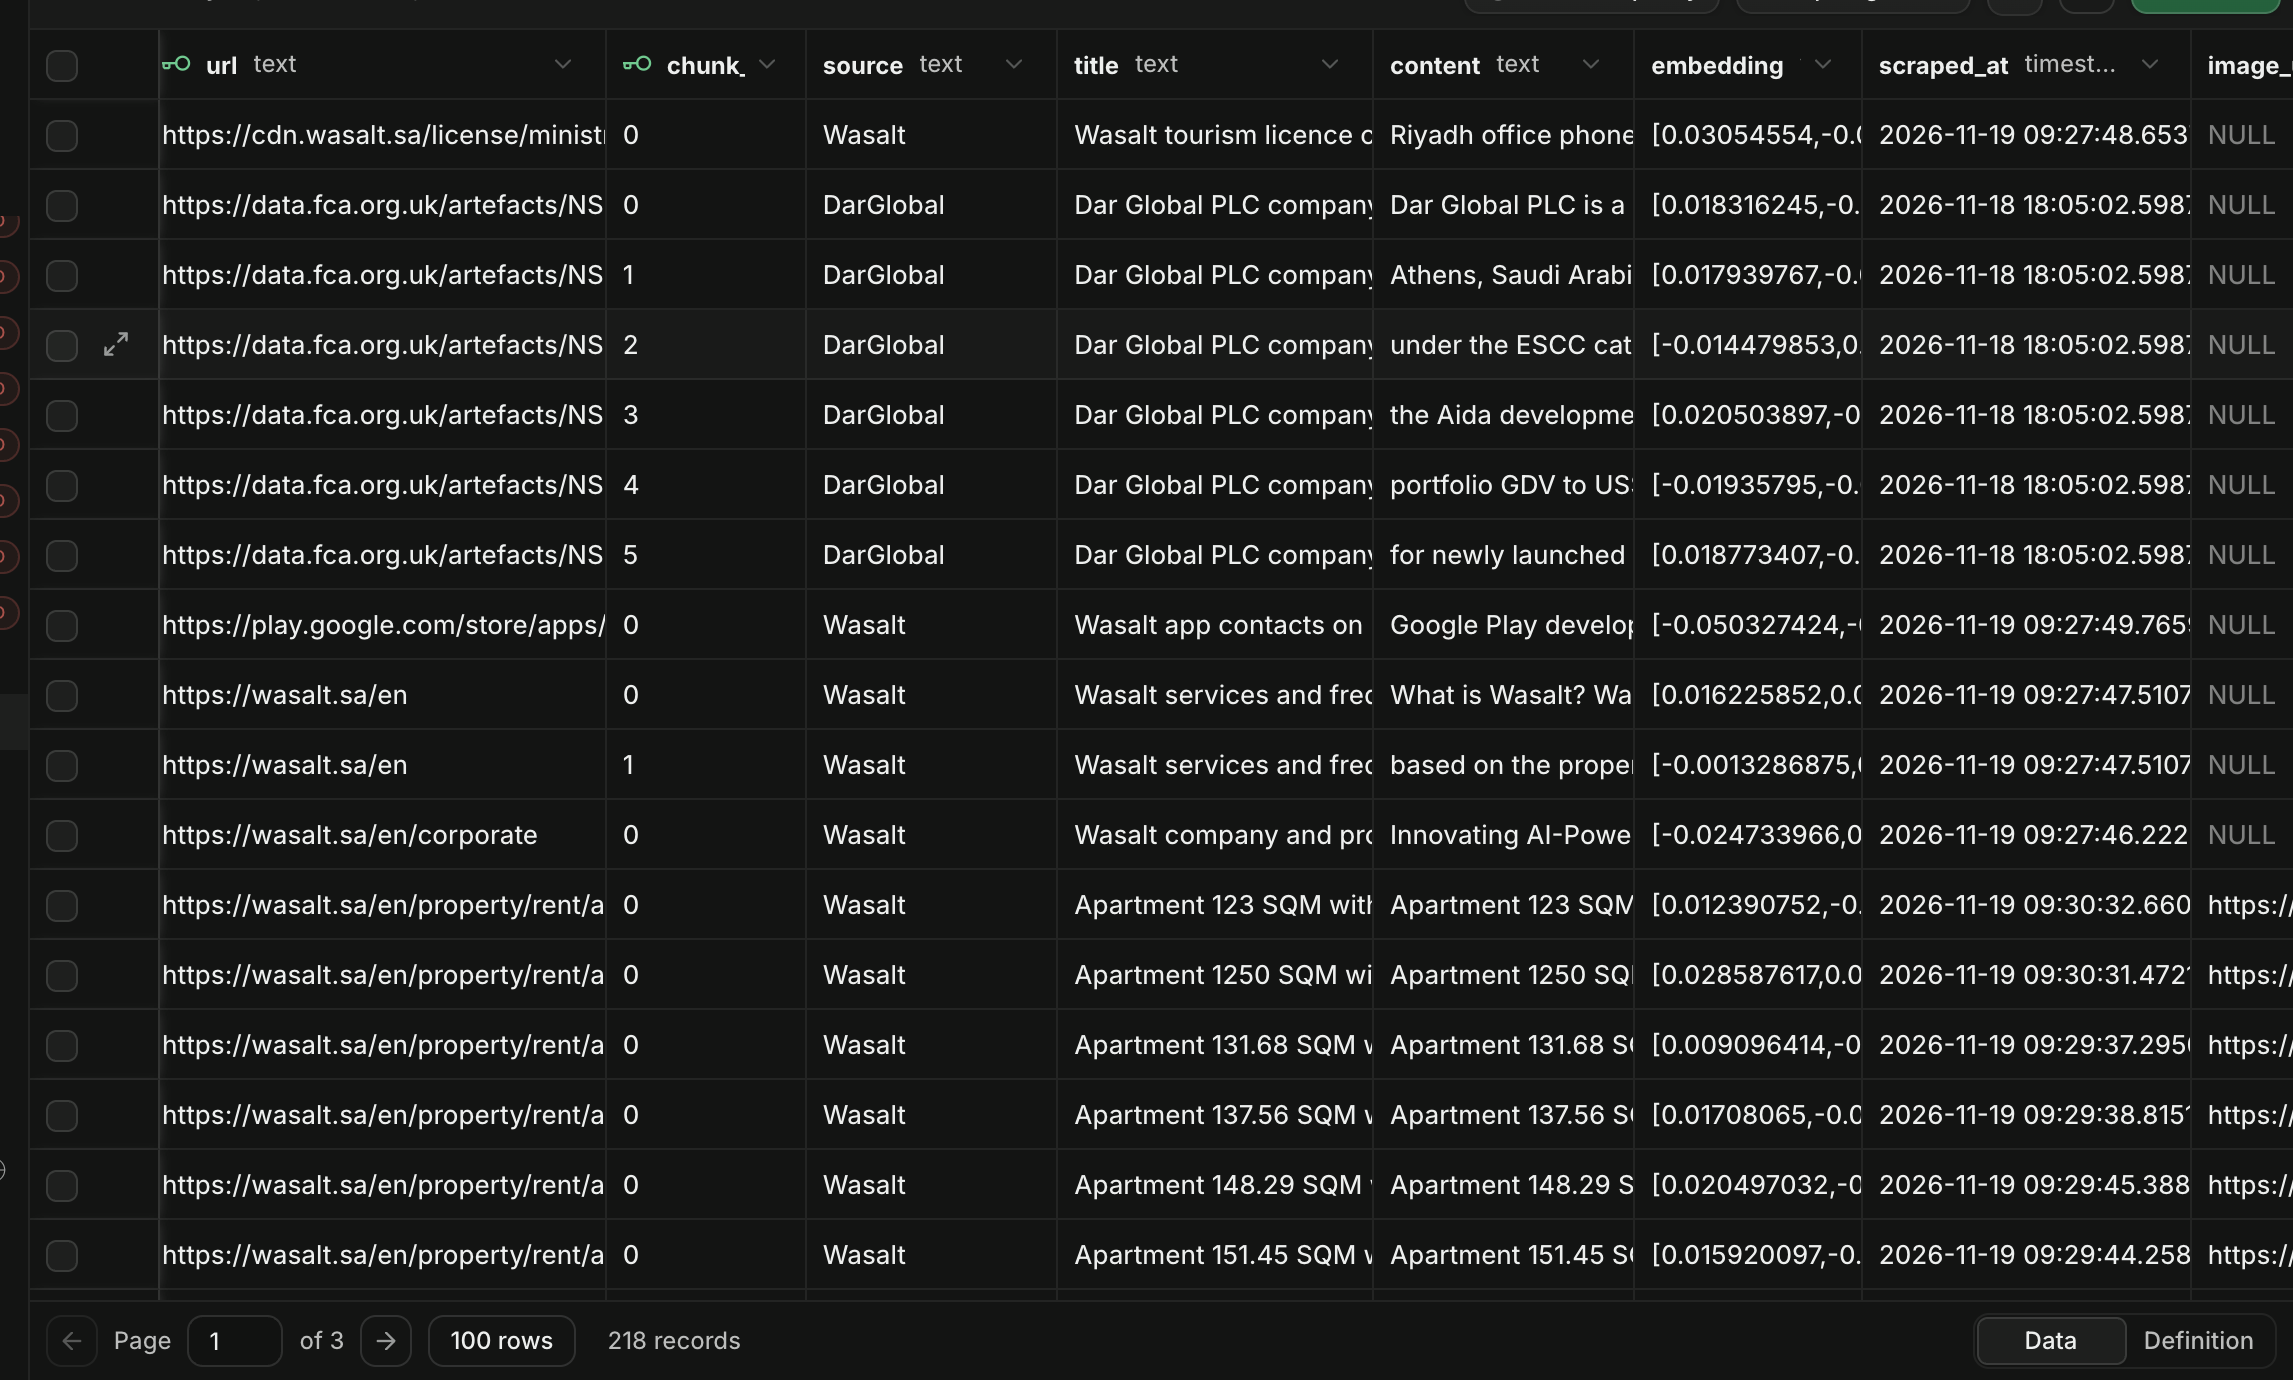 url text chunk_ source text title text content text embedding scraped_at timest... image_
https://cdn.wasalt.sa/license/minist 0 Wasalt Wasalt tourism licence Riyadh office phone [0.03054554,-0. 2026-11-19 09:27:48.653 NULL
https://data.fca.org.uk/artefacts/NS 0 DarGlobal Dar Global PLC company Dar Global PLC is a [0.018316245,-0. 2026-11-18 18:05:02.598 NULL
https://data.fca.org.uk/artefacts/NS 1 DarGlobal Dar Global PLC company Athens, Saudi Arabi [0.017939767,-0. 2026-11-18 18:05:02.598 NULL
https://data.fca.org.uk/artefacts/NS 2 DarGlobal Dar Global PLC company under the ESCC cat [-0.014479853,0. 2026-11-18 18:05:02.598 NULL
https://data.fca.org.uk/artefacts/NS 3 DarGlobal Dar Global PLC company the Aida developme [0.020503897,-0 2026-11-18 18:05:02.598 NULL
https://data.fca.org.uk/artefacts/NS 4 DarGlobal Dar Global PLC company portfolio GDV to US [-0.01935795,-0. 2026-11-18 18:05:02.598 NULL
https://data.fca.org.uk/artefacts/NS 5 DarGlobal Dar Global PLC company for newly launched [0.018773407,-0. 2026-11-18 18:05:02.598 NULL
https://play.google.com/store/apps/ 0 Wasalt Wasalt app contacts on Google Play develop [-0.050327424,- 2026-11-19 09:27:49.765 NULL
https://wasalt.sa/en 0 Wasalt Wasalt services and freq What is Wasalt? Wa [0.016225852,0.0 2026-11-19 09:27:47.5107 NULL
https://wasalt.sa/en 1 Wasalt Wasalt services and freq based on the proper [-0.0013286875, 2026-11-19 09:27:47.5107 NULL
https://wasalt.sa/en/corporate 0 Wasalt Wasalt company and pro Innovating AI-Powe [-0.024733966,0 2026-11-19 09:27:46.222 NULL
https://wasalt.sa/en/property/rent/a 0 Wasalt Apartment 123 SQM with Apartment 123 SQM [0.012390752,-0. 2026-11-19 09:30:32.660 https://
https://wasalt.sa/en/property/rent/a 0 Wasalt Apartment 1250 SQM wi Apartment 1250 SQ [0.028587617,0.0 2026-11-19 09:30:31.472 https://
https://wasalt.sa/en/property/rent/a 0 Wasalt Apartment 131.68 SQM w Apartment 131.68 S [0.009096414,-0 2026-11-19 09:29:37.295 https://
https://wasalt.sa/en/property/rent/a 0 Wasalt Apartment 137.56 SQM w Apartment 137.56 S [0.01708065,-0.0 2026-11-19 09:29:38.815 https://
https://wasalt.sa/en/property/rent/a 0 Wasalt Apartment 148.29 SQM Apartment 148.29 S [0.020497032,-0 2026-11-19 09:29:45.388 https://
https://wasalt.sa/en/property/rent/a 0 Wasalt Apartment 151.45 SQM w Apartment 151.45 S [0.015920097,-0. 2026-11-19 09:29:44.258 https://
Page 1 of 3 100 rows 218 records Data Definition